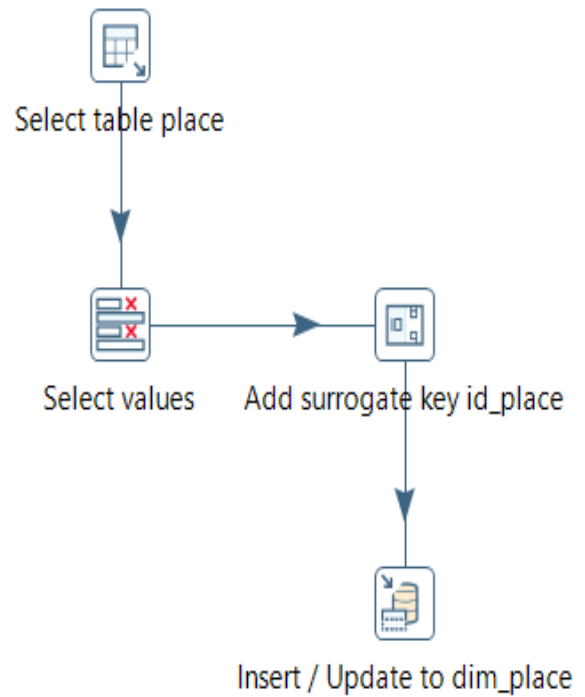 Select table place
Select values
Add surrogate key id_place
Insert / Update to dim_place